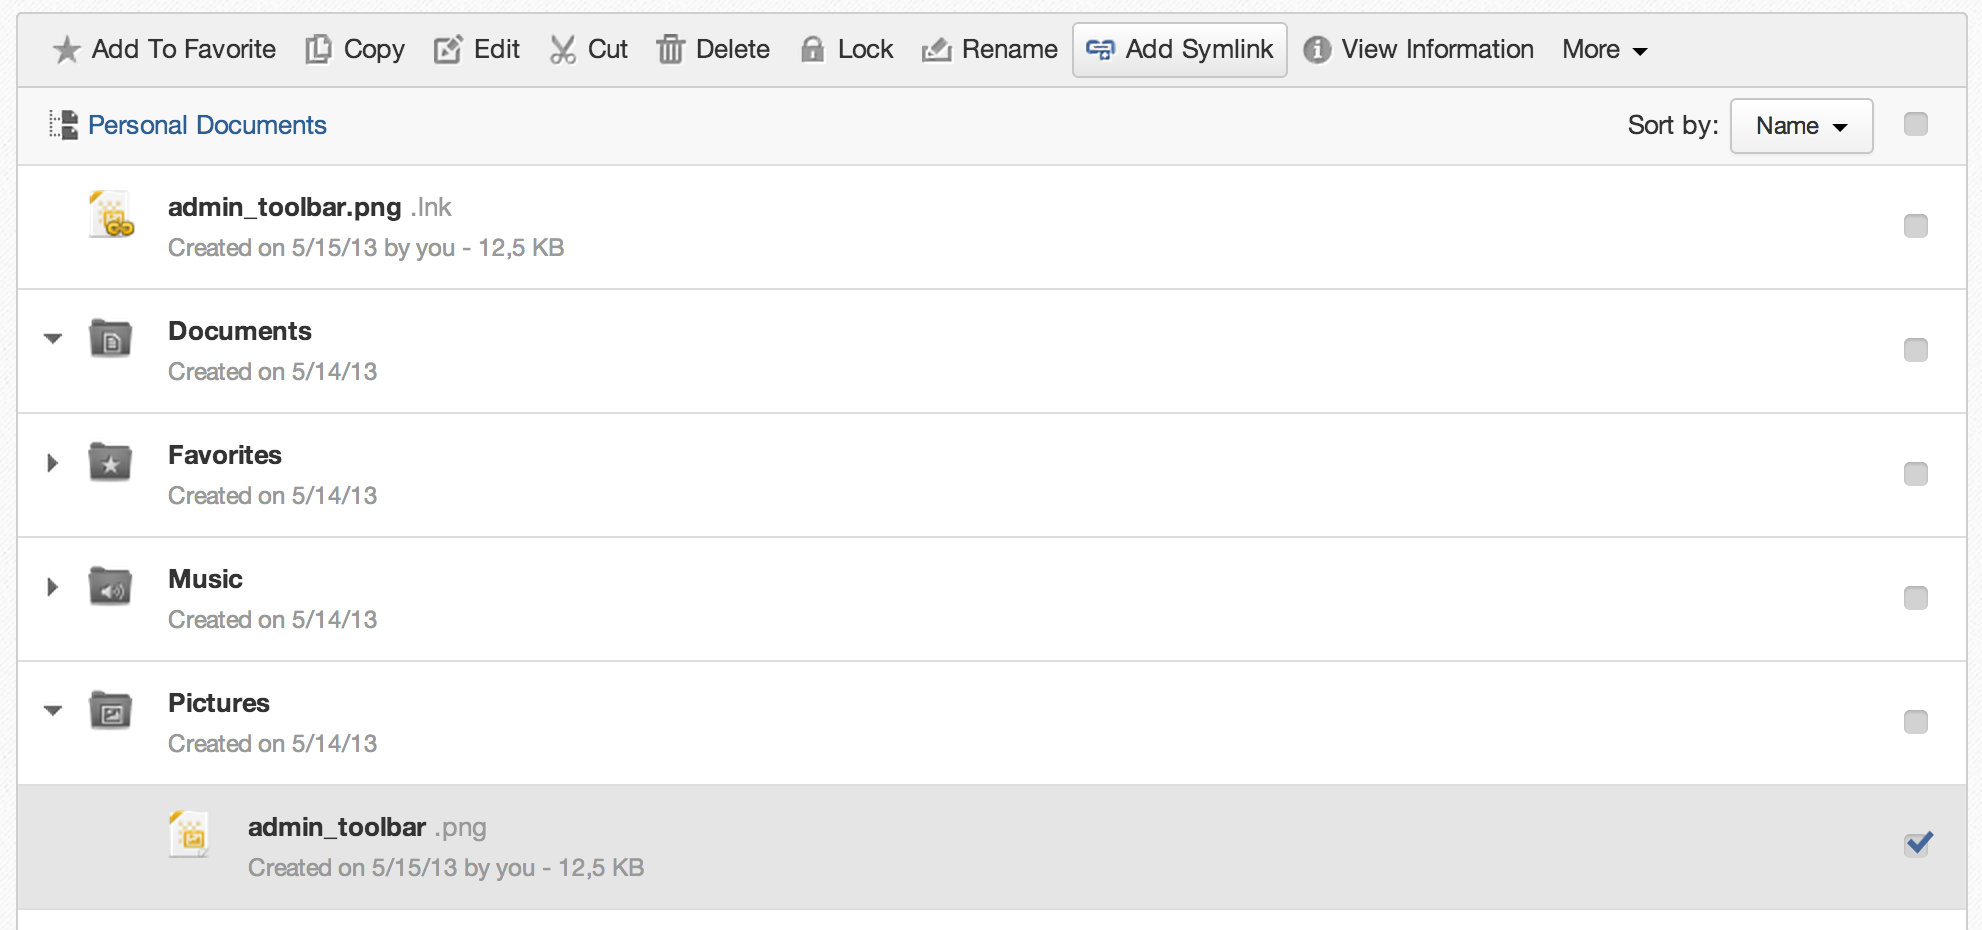 Add To Favorite Copy Edit Cut Delete Lock Rename Add Symlink View Information More
Personal Documents Sort by: Name
admin_toolbar.png .lnk
Created on 5/15/13 by you - 12,5 KB
Documents
Created on 5/14/13
Favorites
Created on 5/14/13
Music
Created on 5/14/13
Pictures
Created on 5/14/13
admin_toolbar .png
Created on 5/15/13 by you - 12,5 KB